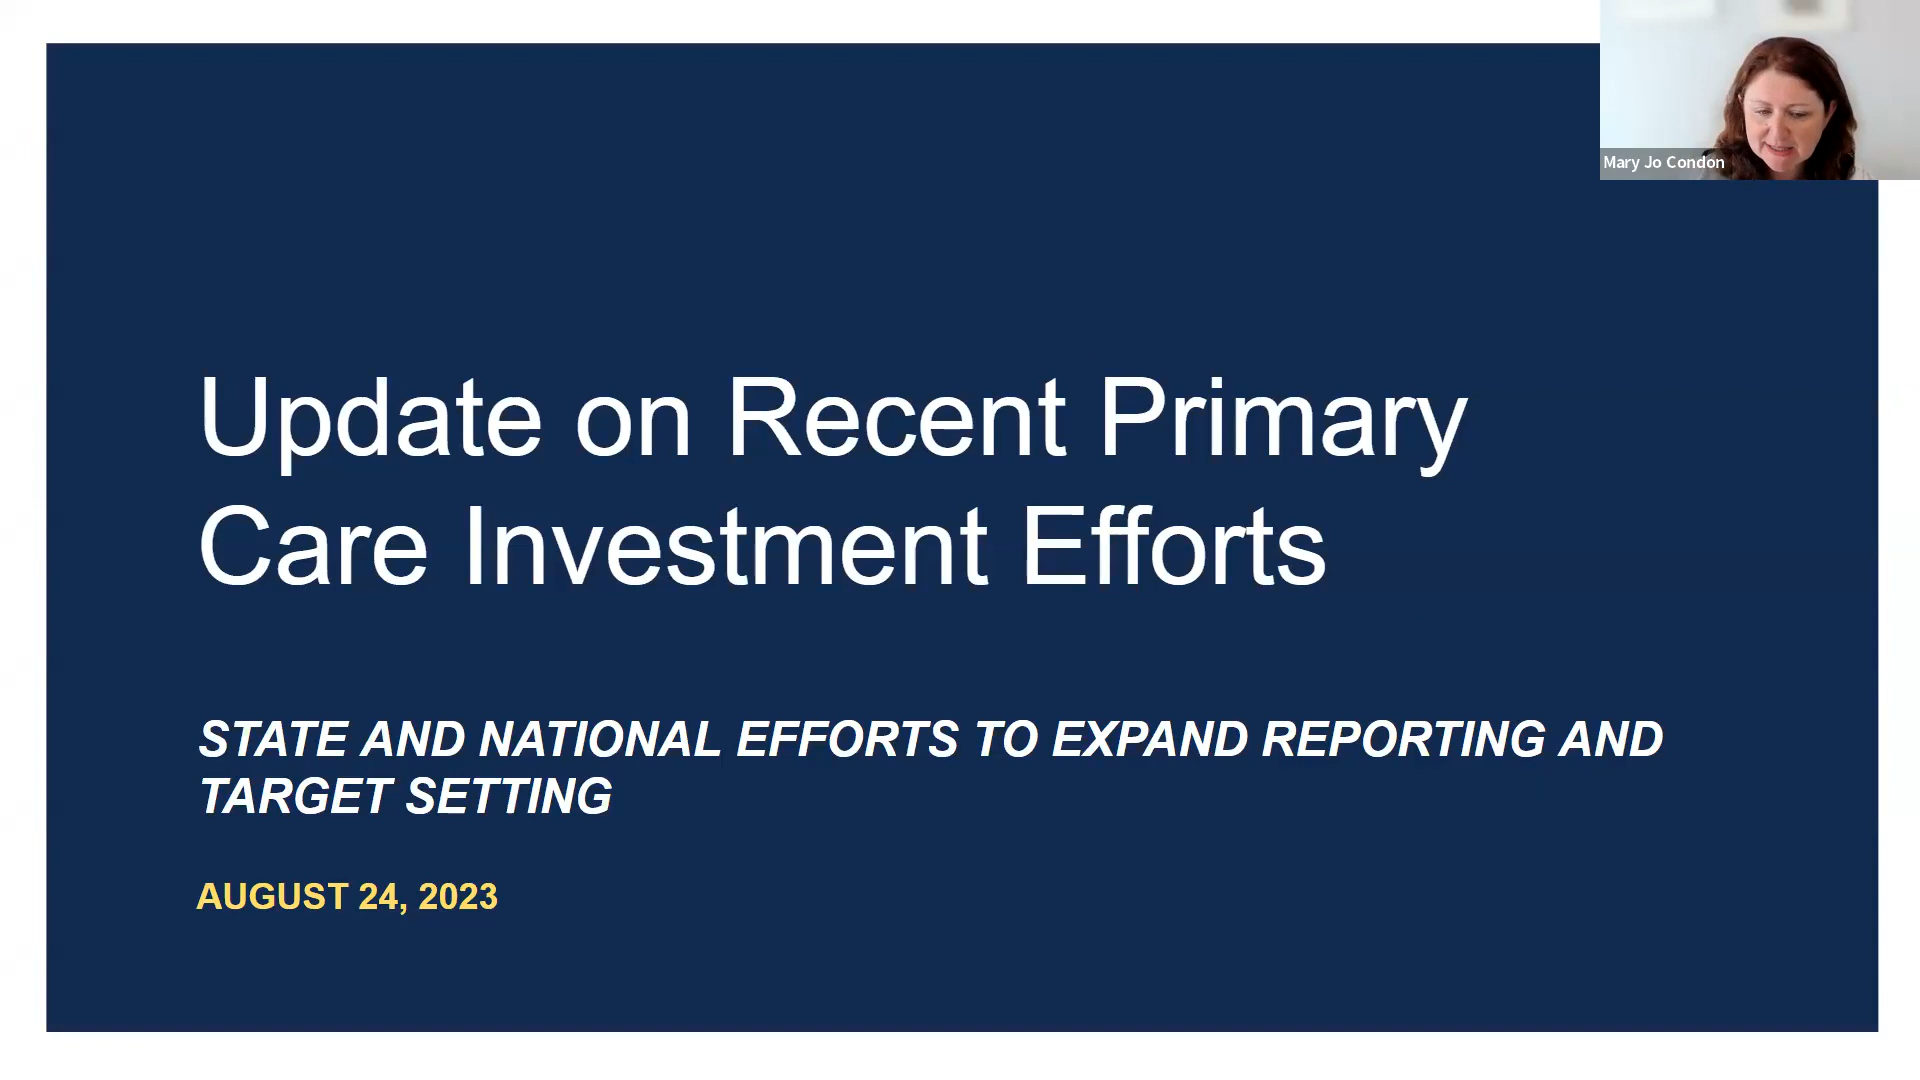 Mary Jo Condon
Update on Recent Primary
Care Investment Efforts
STATE AND NATIONAL EFFORTS TO EXPAND REPORTING AND
TARGET SETTING
AUGUST 24, 2023